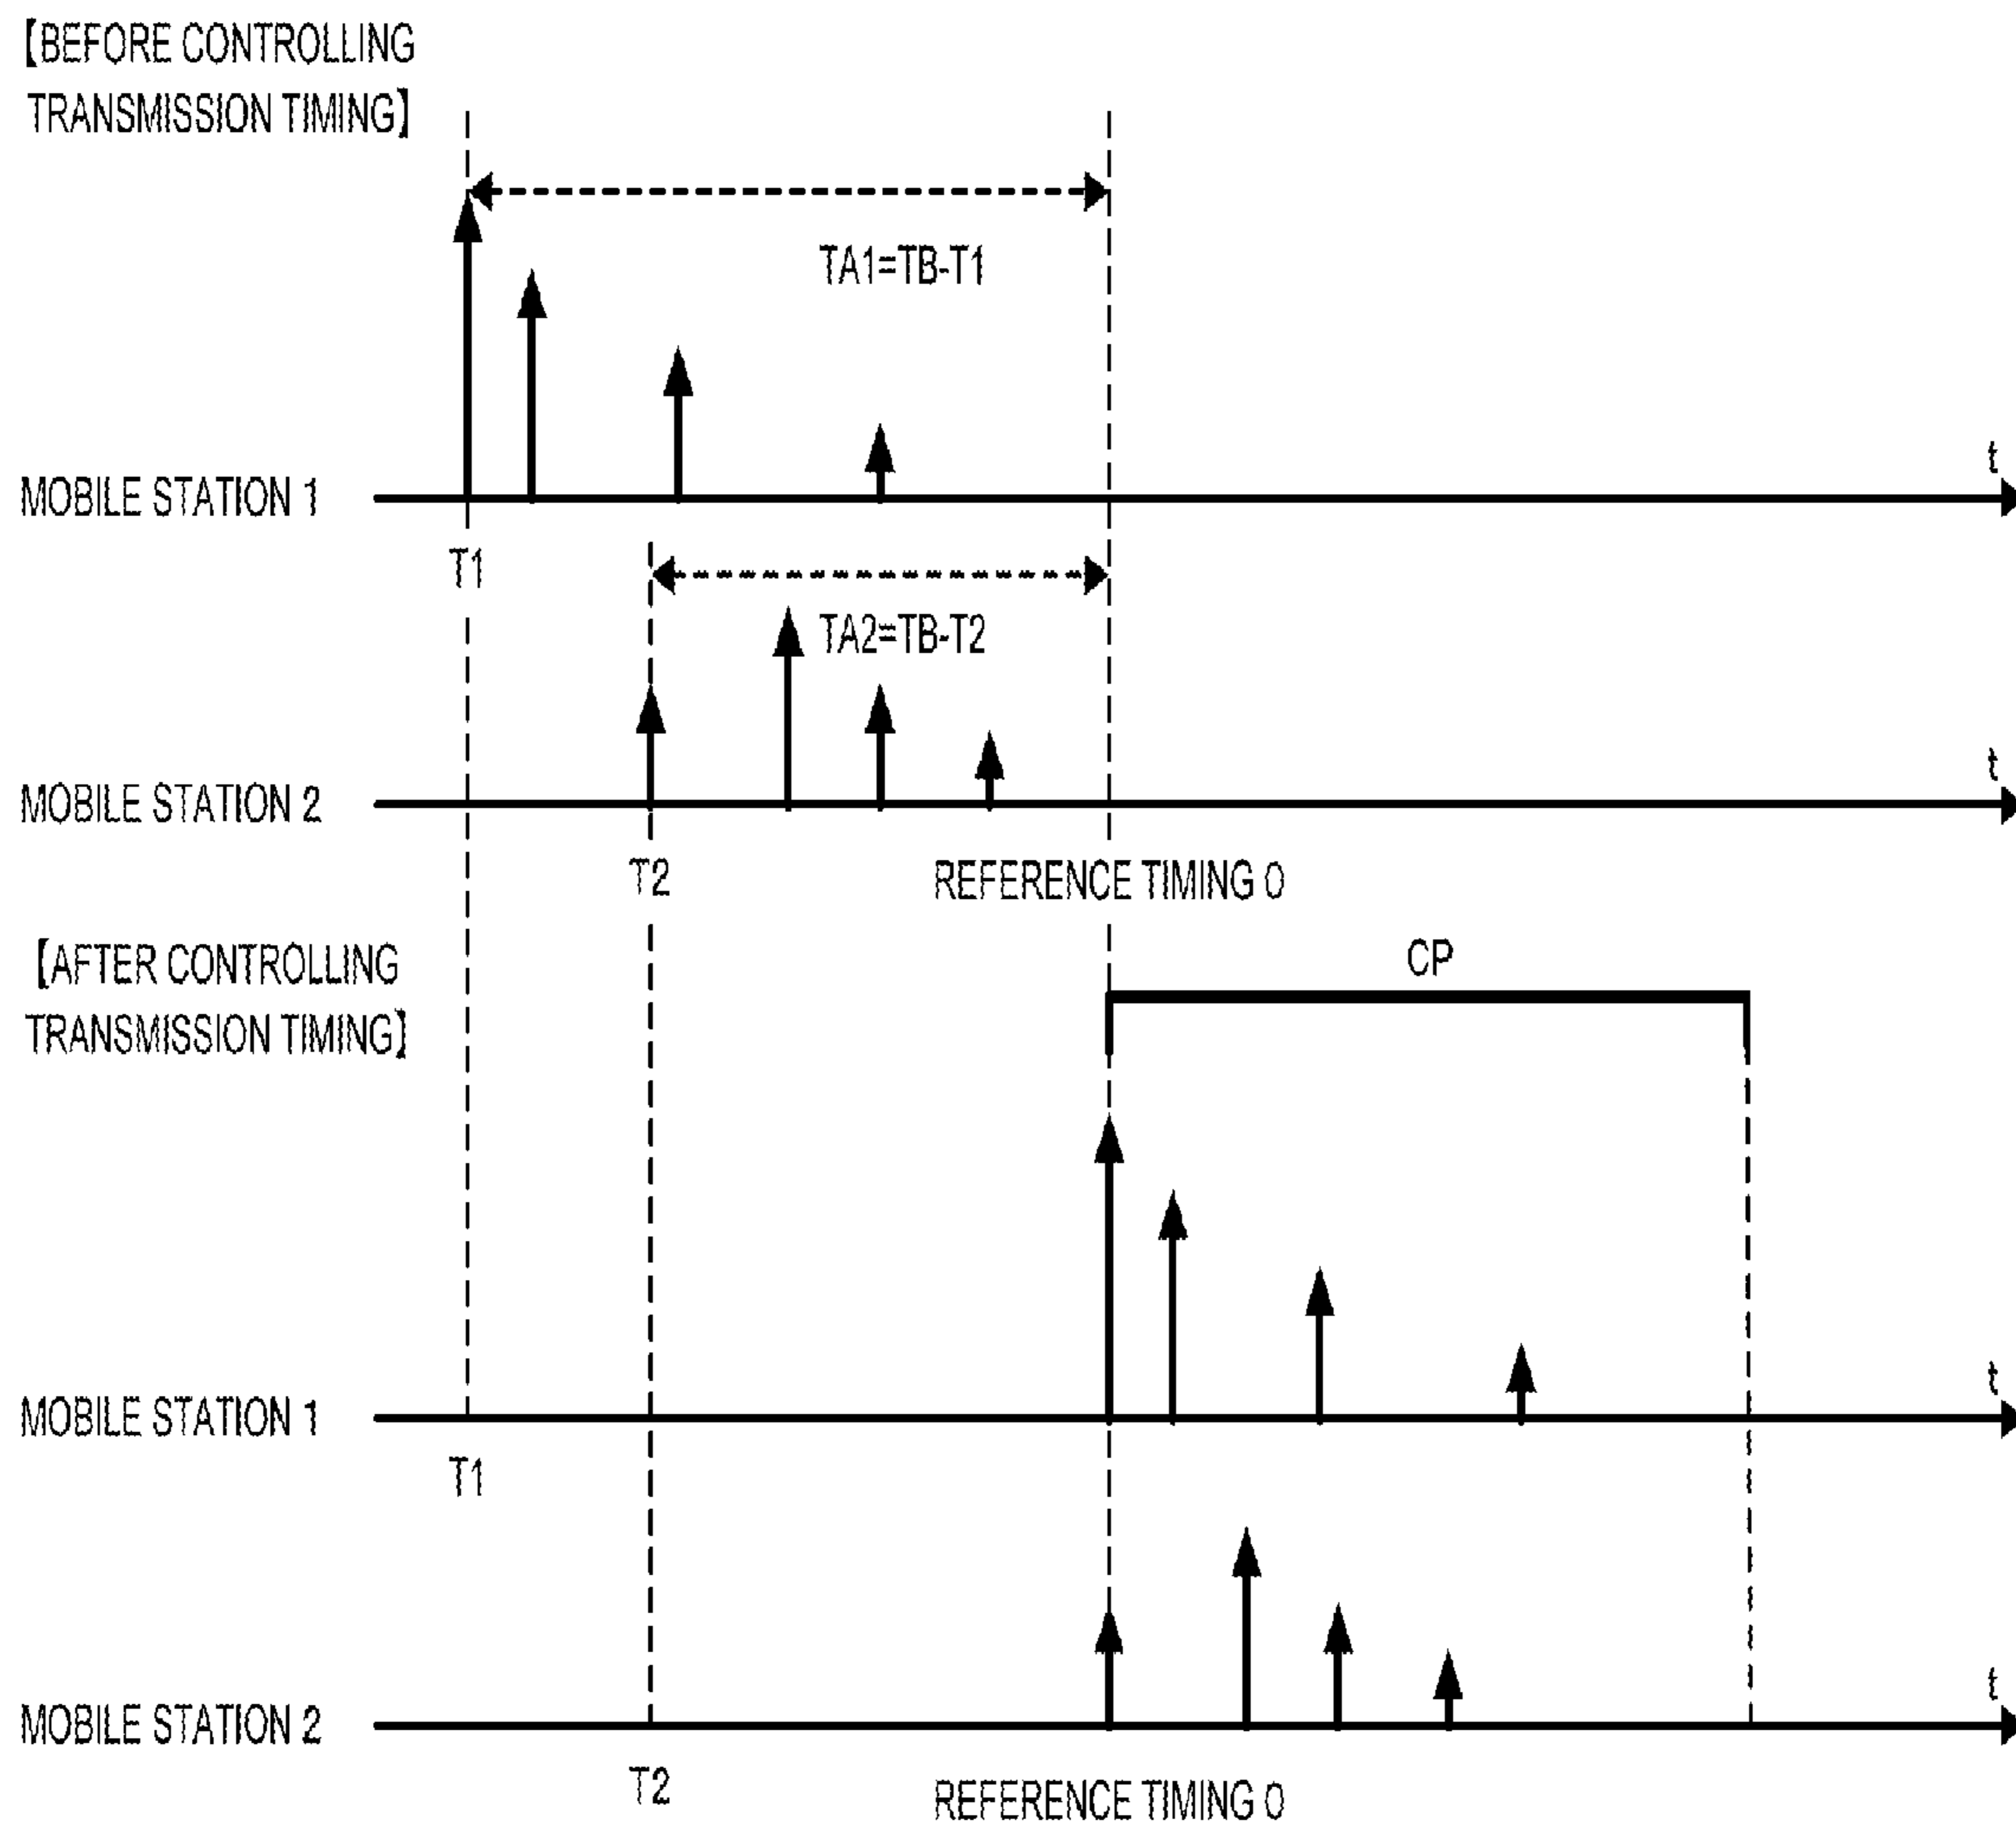 【BEFORE CONTROLLING
TRANSMISSION TIMING】
TA1=TB-T1
t
MOBILE STATION 1
T1
TA2=TB-T2
t
MOBILE STATION 2
T2
REFERENCE TIMING 0
【AFTER CONTROLLING
TRANSMISSION TIMING】
CP
t
MOBILE STATION 1
T1
t
MOBILE STATION 2
T2
REFERENCE TIMING 0